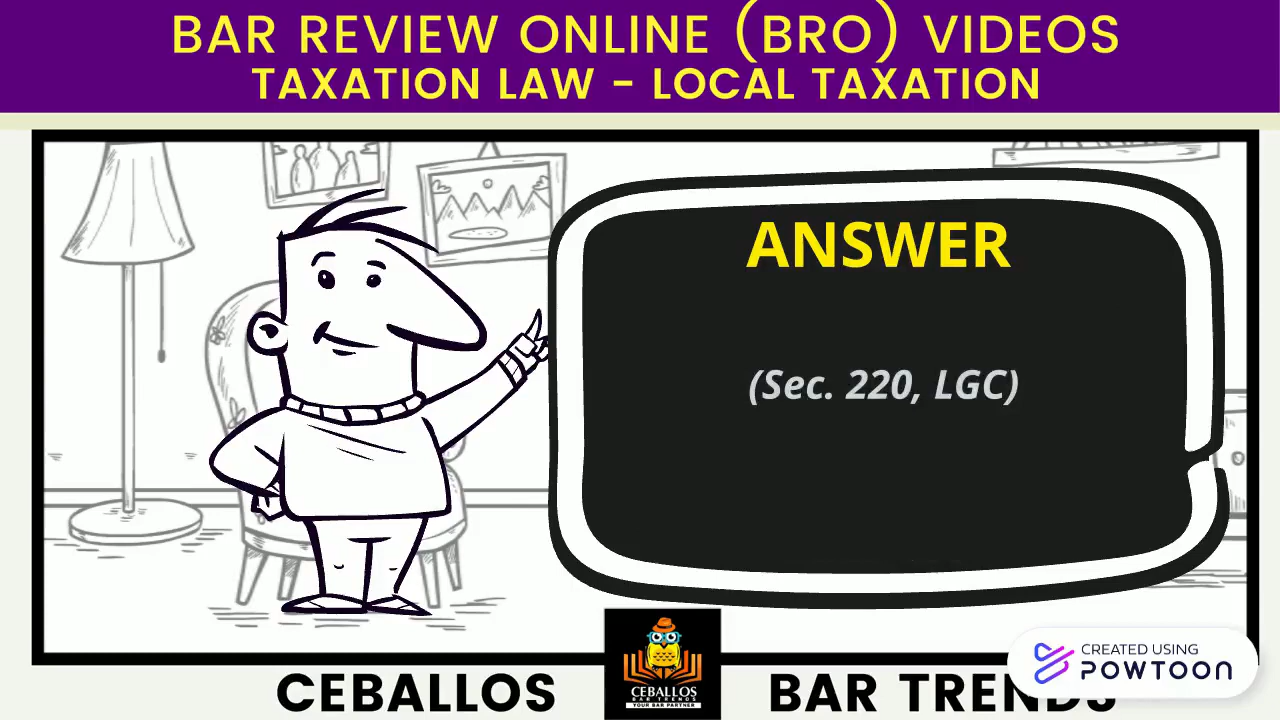 BAR REVIEW ONLINE (BRO) VIDEOS
TAXATION LAW - LOCAL TAXATION
ANSWER
(Sec. 220, LGC)
CEBALLOS
BAR TRENDS
YOUR BAR PARTNER
CEBALLOS BAR TRENDS
CREATED USING
POWTOON